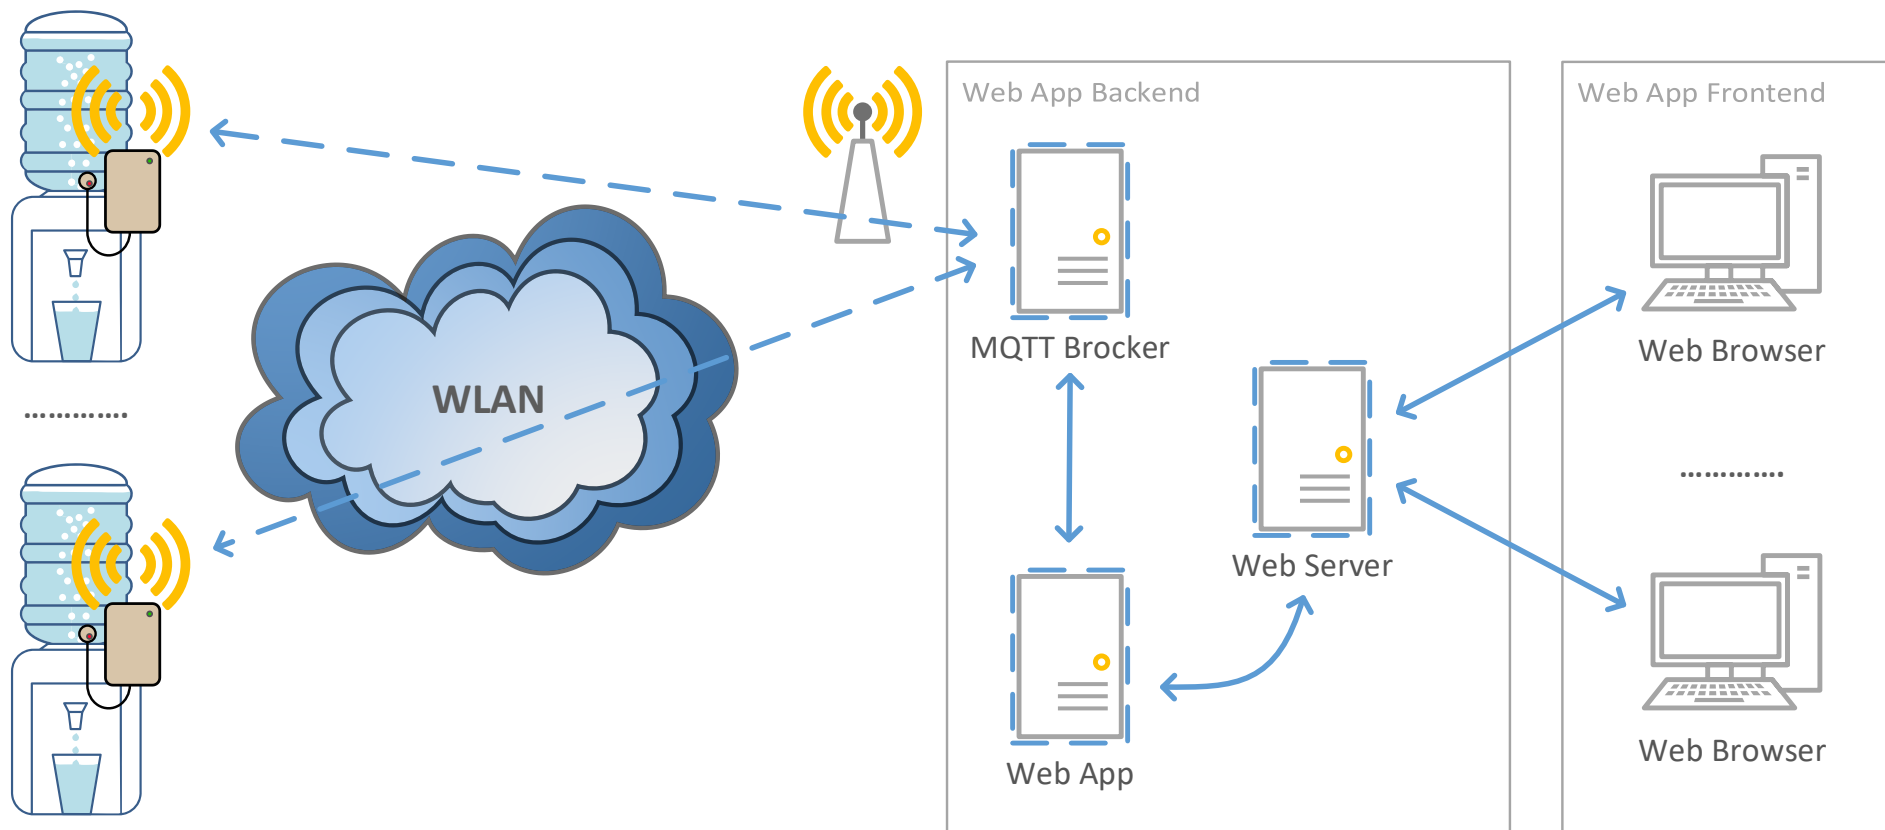 Web App Backend
Web App Frontend
MQTT Brocker
Web Browser
WLAN
.............
.............
Web Server
Web App
Web Browser